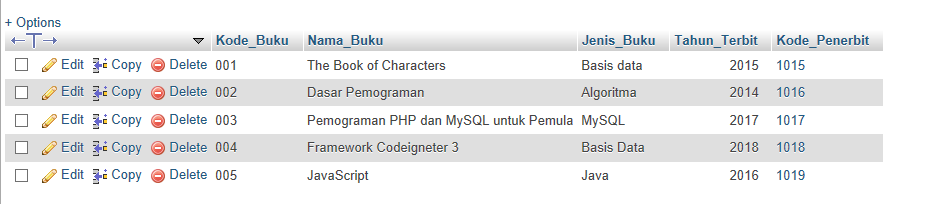 + Options
←T→ Kode_Buku Nama_Buku Jenis_Buku Tahun_Terbit Kode_Penerbit
Edit Copy Delete 001 The Book of Characters Basis data 2015 1015
Edit Copy Delete 002 Dasar Pemograman Algoritma 2014 1016
Edit Copy Delete 003 Pemograman PHP dan MySQL untuk Pemula MySQL 2017 1017
Edit Copy Delete 004 Framework Codeigneter 3 Basis Data 2018 1018
Edit Copy Delete 005 JavaScript Java 2016 1019